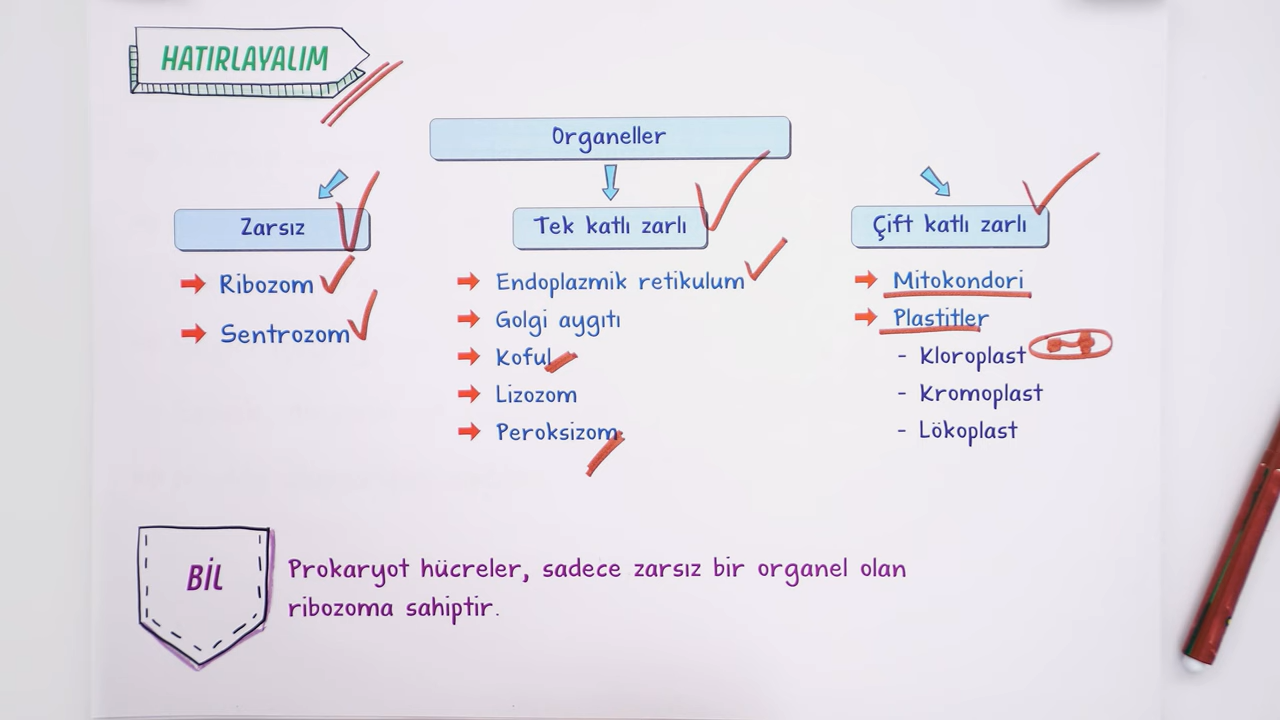 HATIRLAYALIM
Organeller
Zarsız
Ribozom
Sentrozom
Tek katlı zarlı
Endoplazmik retikulum
Golgi aygıtı
Koful
Lizozom
Peroksizom
Çift katlı zarlı
Mitokondori
Plastitler
- Kloroplast
- Kromoplast
- Lökoplast
BİL
Prokaryot hücreler, sadece zarsız bir organel olan
ribozoma sahiptir.